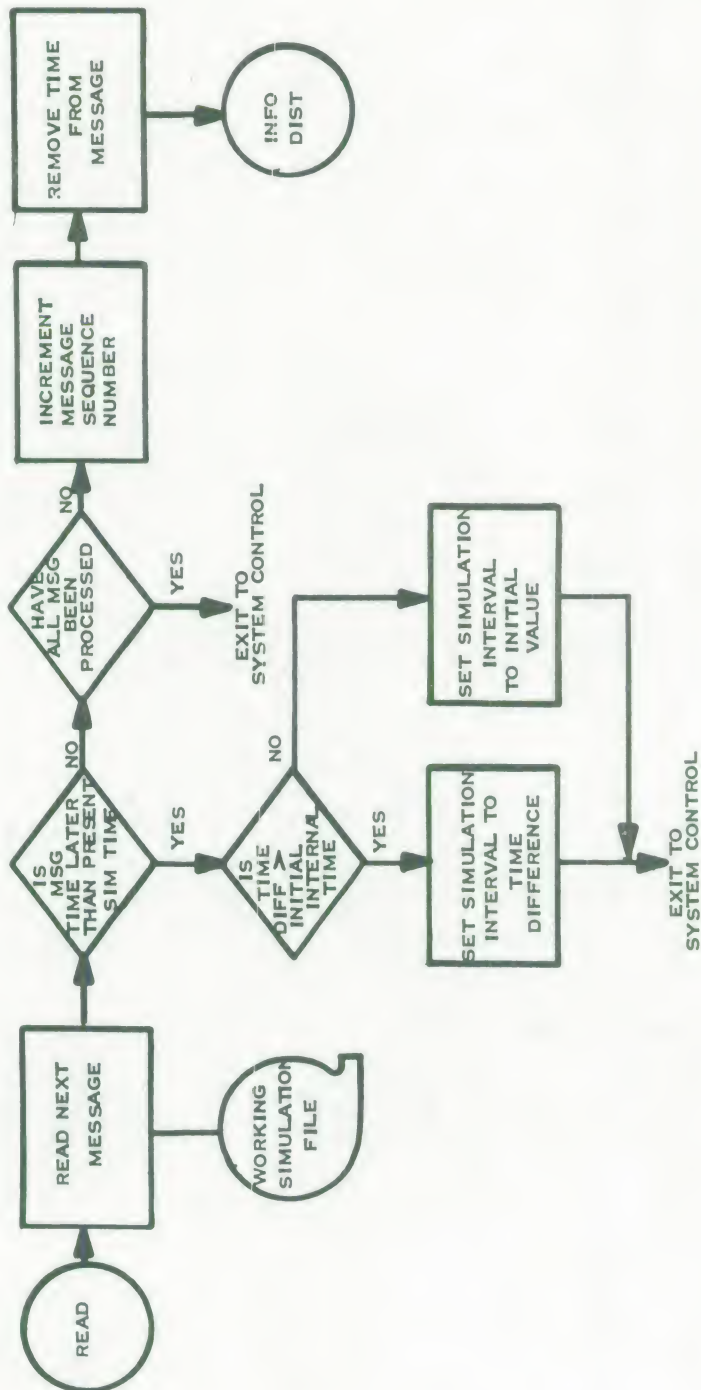 READ
READ NEXT
MESSAGE
WORKING
SIMULATION
FILE
IS
MSG
TIME LATER
THAN PRESENT
SIM TIME
NO
YES
HAVE
ALL MSG
BEEN
PROCESSED
NO
YES
EXIT TO
SYSTEM CONTROL
INCREMENT
MESSAGE
SEQUENCE
NUMBER
REMOVE TIME
FROM
MESSAGE
INFO
DIST
IS
TIME
DIFF >
INITIAL
INTERNAL
TIME
NO
YES
SET SIMULATION
INTERVAL
TO INITIAL
VALUE
SET SIMULATION
INTERVAL TO
TIME
DIFFERENCE
EXIT TO
SYSTEM CONTROL